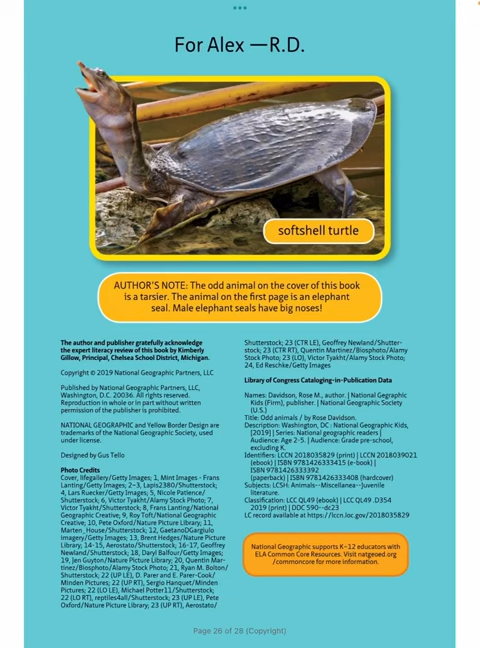 For Alex —R.D.
softshell turtle
AUTHOR'S NOTE: The odd animal on the cover of this book
is a tarsier. The animal on the first page is an elephant
seal. Male elephant seals have big noses!
The author and publisher gratefully acknowledge
the expert literacy review of this book by Kimberly
Gillow, Principal, Chelsea School District, Michigan.
Copyright © 2019 National Geographic Partners, LLC
Published by National Geographic Partners, LLC,
Washington, D.C. 20036. All rights reserved.
Reproduction in whole or in part without written
permission of the publisher is prohibited.
NATIONAL GEOGRAPHIC and Yellow Border Design are
trademarks of the National Geographic Society, used
under license.
Designed by Gus Tello
Photo Credits
Cover, lifegallery/Getty Images; 1, Mint Images - Frans
Lanting/Getty Images; 2–3, Lapis2380/Shutterstock;
4, Lars Ruecker/Getty Images; 5, Nicole Patience/
Shutterstock; 6, Victor Tyakht/Alamy Stock Photo; 7,
Victor Tyakht/Shutterstock; 8, Frans Lanting/National
Geographic Creative; 9, Roy Toft/National Geographic
Creative; 10, Pete Oxford/Nature Picture Library; 11,
Marten_House/Shutterstock; 12, GaetanoDGargiulo
imagery/Getty Images; 13, Brent Hedges/Nature Picture
Library, 14-15, Aerostato/Shutterstock; 16–17, Geoffrey
Newland/Shutterstock; 18, Daryl Balfour/Getty Images;
19, Jen Guyton/Nature Picture Library; 20, Quentin Mar-
tinez/Biosphoto/Alamy Stock Photo; 21, Ryan M. Bolton/
Shutterstock; 22 (UP LE), D. Parer and E. Parer-Cook/
Minden Pictures; 22 (UP RT), Sergio Hanquet/Minden
Pictures; 22 (LO LE), Michael Potter11/Shutterstock;
22 (LO RT), reptiles4all/Shutterstock; 23 (UP LE), Pete
Oxford/Nature Picture Library; 23 (UP RT), Aerostato/
Shutterstock; 23 (CTR LE), Geoffrey Newland/Shutter-
stock; 23 (CTR RT), Quentin Martinez/Biosphoto/Alamy
Stock Photo; 23 (LO), Victor Tyakht/Shutterstock;
24, Ed Reschke/Getty Images
Library of Congress Cataloging-in-Publication Data
Names: Davidson, Rose M., author. | National Gegraphic
Kids (Firm), publisher. | National Geographic Society
(U.S.)
Title: Odd animals / by Rose Davidson.
Description: Washington, DC : National Geographic Kids,
[2019] | Series: National geographic readers |
Audience: Age 2-5. | Audience: Grade pre-school,
excluding K.
Identifiers: LCCN 2018035829 (print) | LCCN 2018039021
(ebook) | ISBN 9781426333415 (e-book) |
ISBN 9781426333392
(paperback) | ISBN 9781426333408 (hardcover)
Subjects: LCSH: Animals--Miscellanea--Juvenile
literature.
Classification: LCC QL49 (ebook) | LCC QL49 .D354
2019 (print) | DDC 590--dc23
LC record available at https://lccn.loc.gov/2018035829
National Geographic supports K–12 educators with
ELA Common Core Resources. Visit natgeoed.org
/commoncore for more information.
Page 26 of 28 (Copyright)